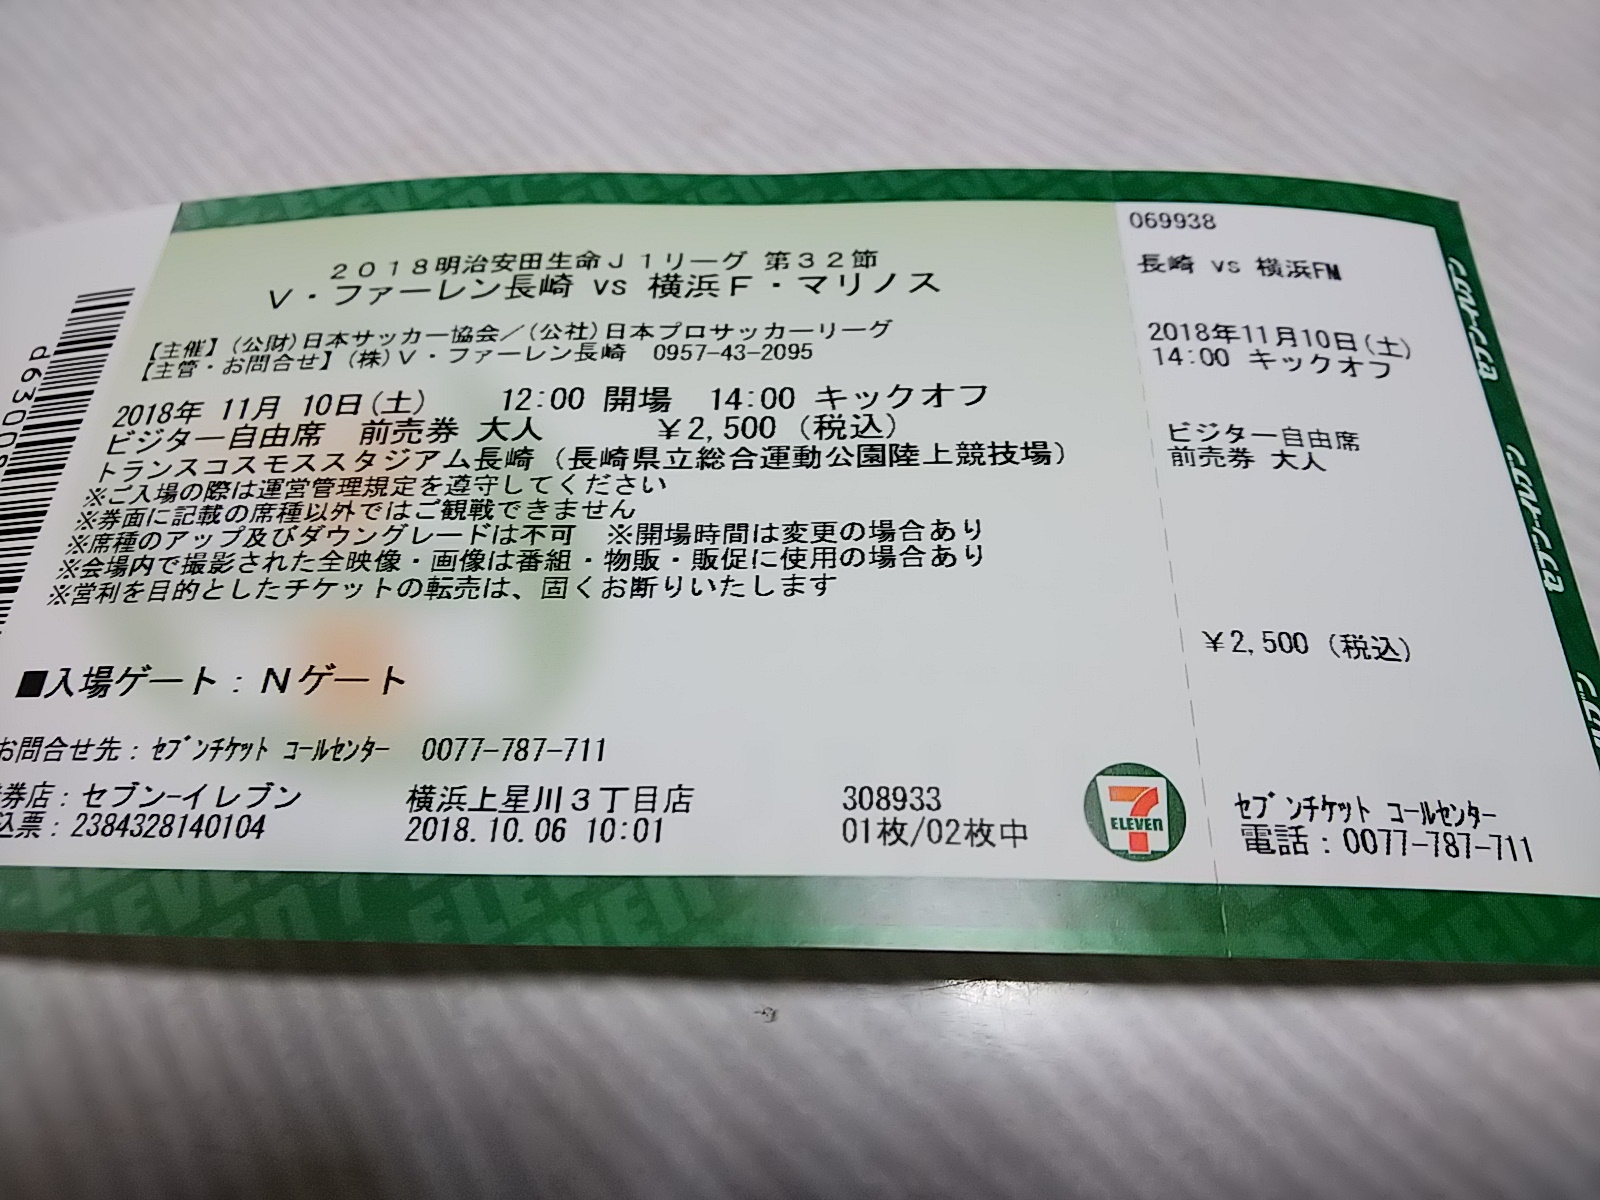 2018明治安田生命J1リーグ 第32節
V・ファーレン長崎 vs 横浜F・マリノス
【主催】(公財)日本サッカー協会/(公社)日本プロサッカーリーグ
【主管・お問合せ】(株)V・ファーレン長崎 0957-43-2095
2018年 11月 10日(土) 12:00 開場 14:00 キックオフ
ビジター自由席 前売券 大人 ¥2,500 (税込)
トランスコスモススタジアム長崎 (長崎県立総合運動公園陸上競技場)
※ご入場の際は運営管理規定を遵守してください
※券面に記載の席種以外ではご観戦できません
※席種のアップ及びダウングレードは不可 ※開場時間は変更の場合あり
※会場内で撮影された全映像・画像は番組・物販・販促に使用の場合あり
※営利を目的としたチケットの転売は、固くお断りいたします
■入場ゲート:Nゲート
お問合せ先:セブンチケット コールセンター 0077-787-711
券店:セブン-イレブン 横浜上星川3丁目店 308933
込票:2384328140104 2018.10.06 10:01 01枚/02枚中
7 ELEVEN
069938
長崎 vs 横浜FM
2018年11月10日(土)
14:00 キックオフ
ビジター自由席
前売券 大人
¥2,500 (税込)
セブンチケット コールセンター
電話:0077-787-711
セブン-イレブン
セブン-イレブン